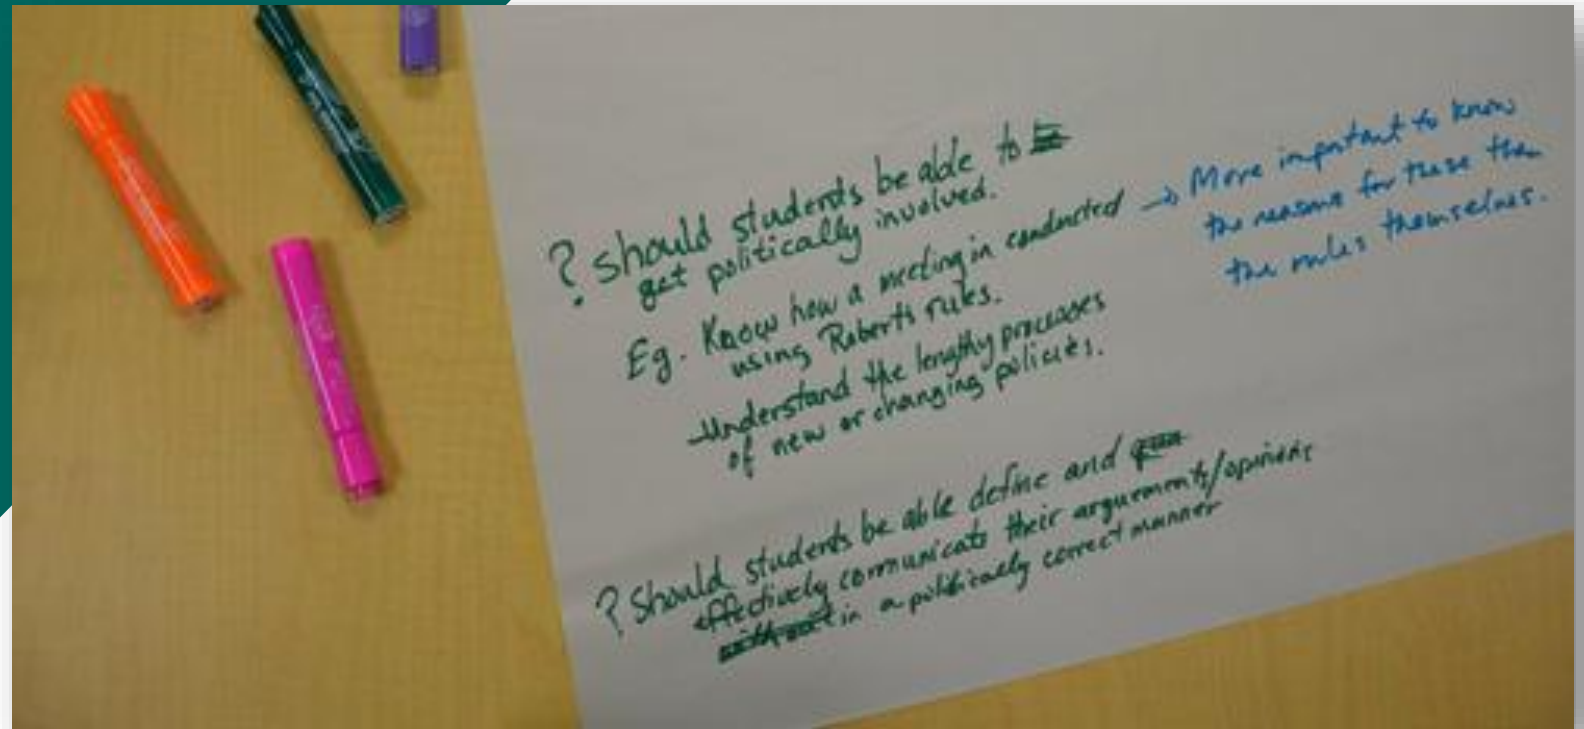 ? Should students be able to
get politically involved.
Eg. Know how a meeting in conducted
using Roberts rules.
→ More important to know
the reasons for these then
the rules themselves.
- Understand the lengthy processes
of new or changing policies.
? Should students be able define and
effectively communicate their arguements/opinions
in a politically correct manner